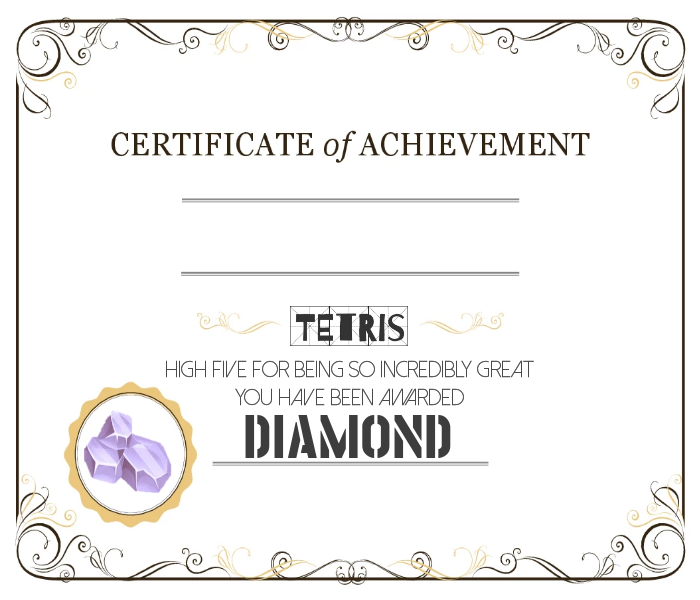 CERTIFICATE of ACHIEVEMENT
TETRIS
HIGH FIVE FOR BEING SO INCREDIBLY GREAT
YOU HAVE BEEN AWARDED
DIAMOND